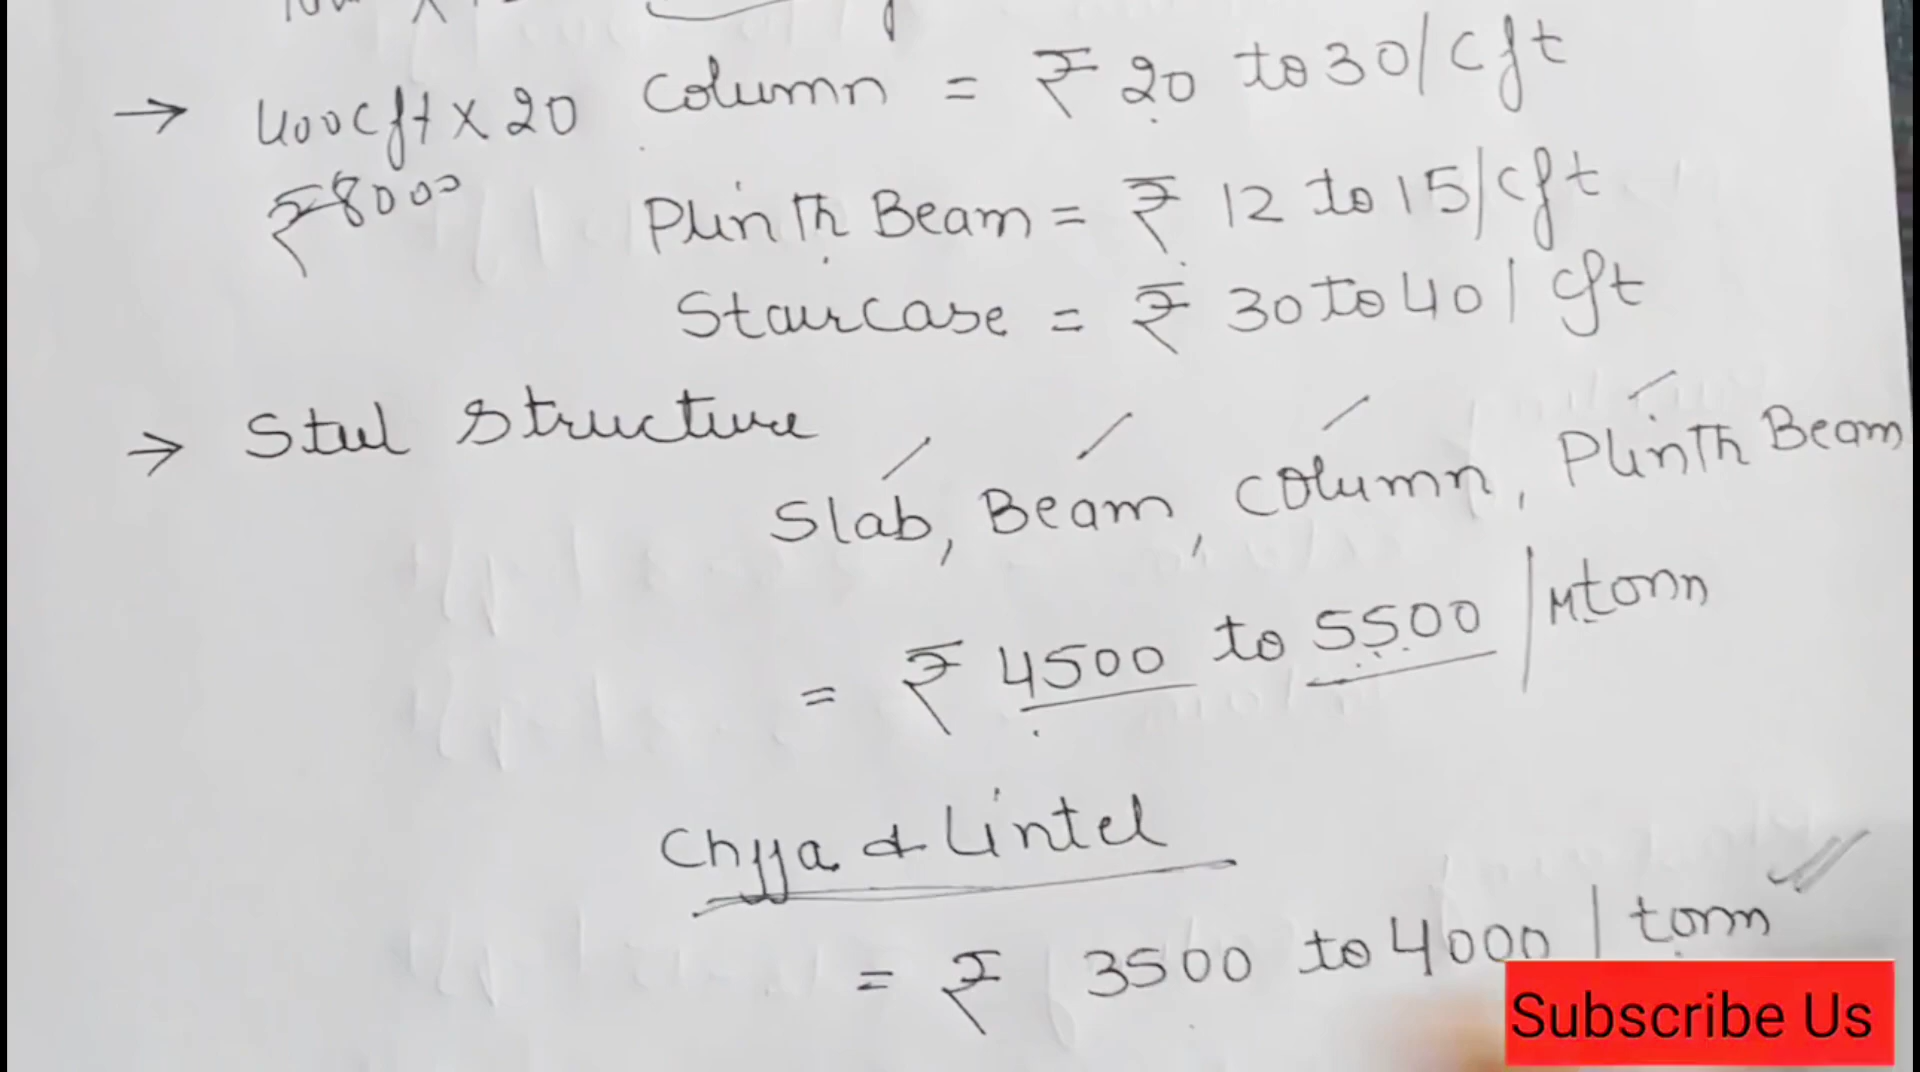 → 400cft x 20 Column = ₹ 20 to 30/cft
₹8000
Plinth Beam = ₹ 12 to 15/cft
Staircase = ₹ 30 to 40/cft
→ Steel structure
Slab, Beam, column, Plinth Beam
= ₹ 4500 to 5500/Mtonn
Chjja & Lintel
= ₹ 3500 to 4000/tonn
Subscribe Us